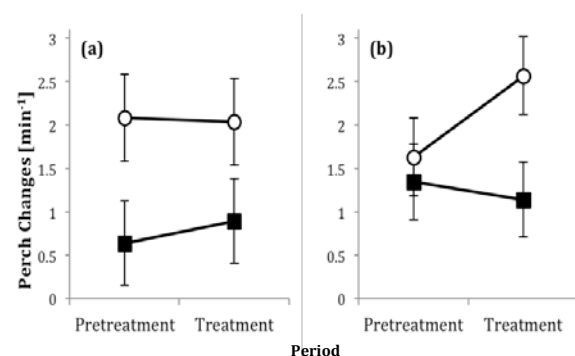 (a)
(b)
Perch Changes [min-1]
3
2.5
2
1.5
1
0.5
0
3
2.5
2
1.5
1
0.5
0
Pretreatment Treatment
Pretreatment Treatment
Period